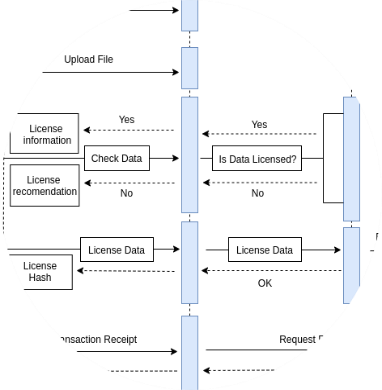 Upload File
Yes
License
information
Yes
Check Data
Is Data Licensed?
License
recomendation
No
No
License Data
License Data
License
Hash
OK
Receipt
Request